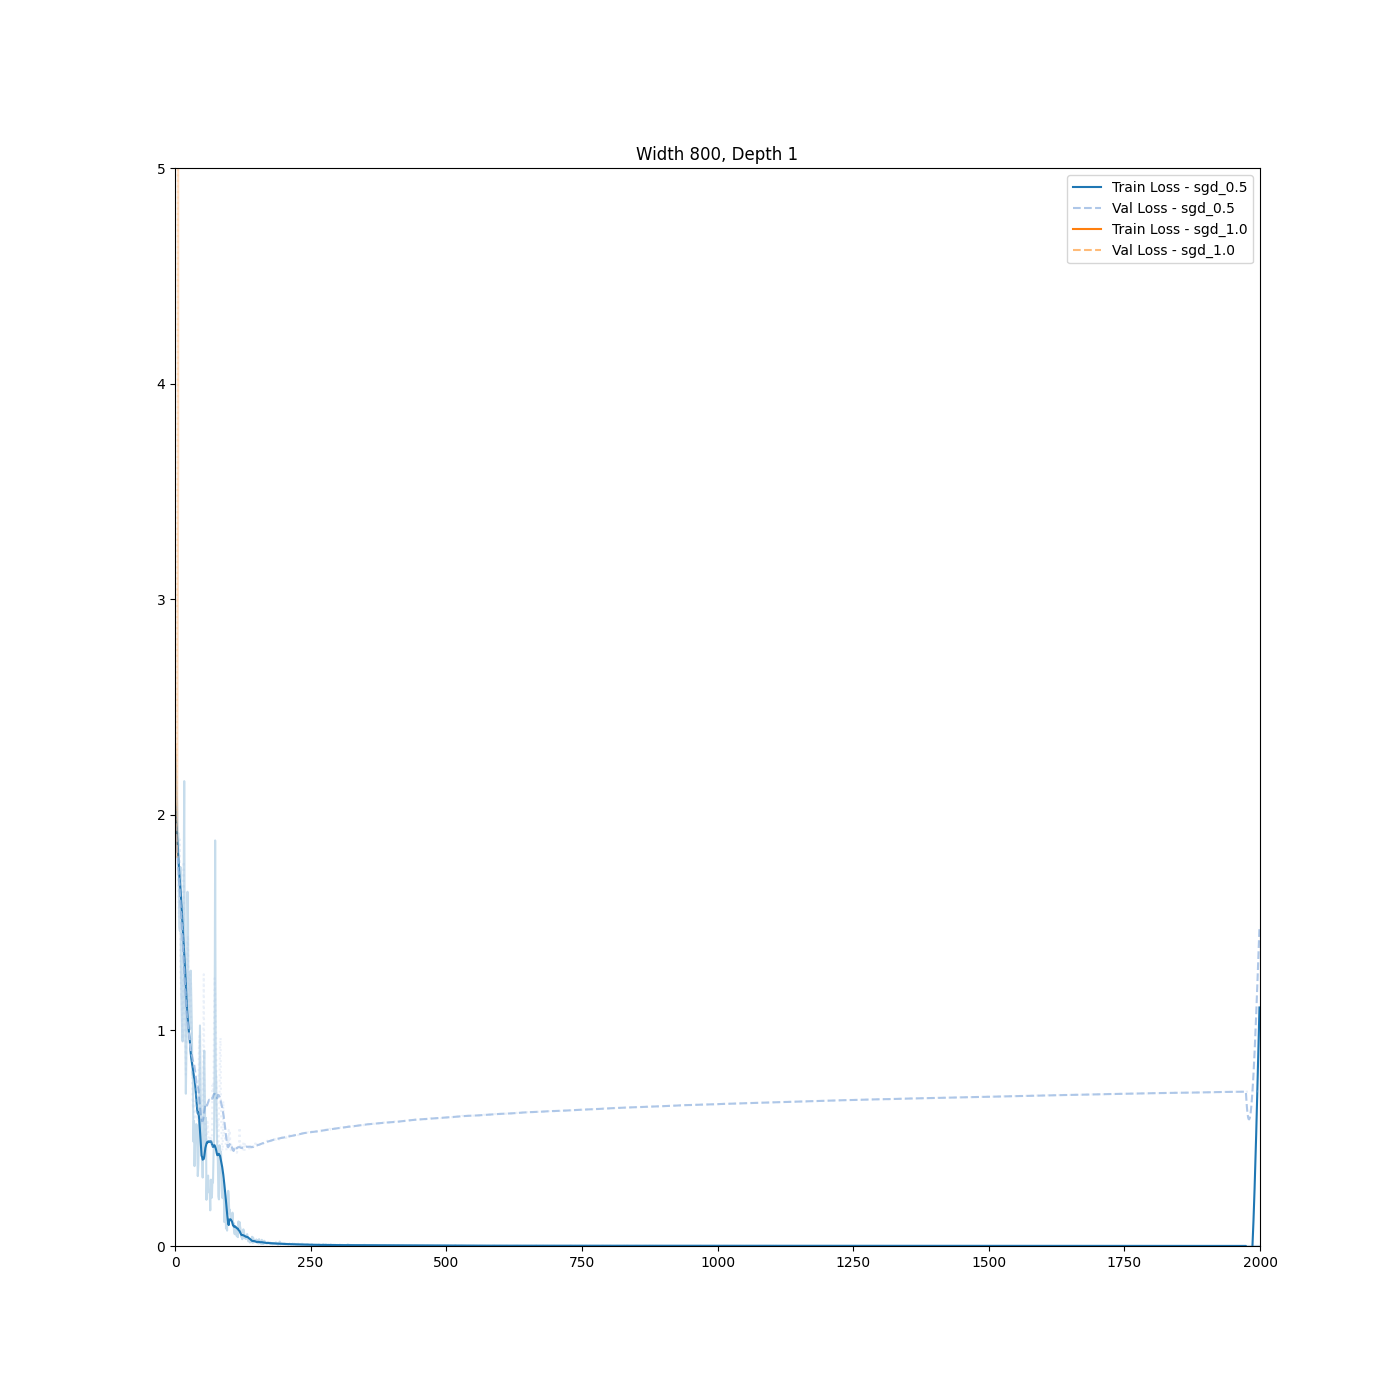 Width 800, Depth 1
5
4
3
2
1
0
Train Loss - sgd_0.5
Val Loss - sgd_0.5
Train Loss - sgd_1.0
Val Loss - sgd_1.0
0 250 500 750 1000 1250 1500 1750 2000